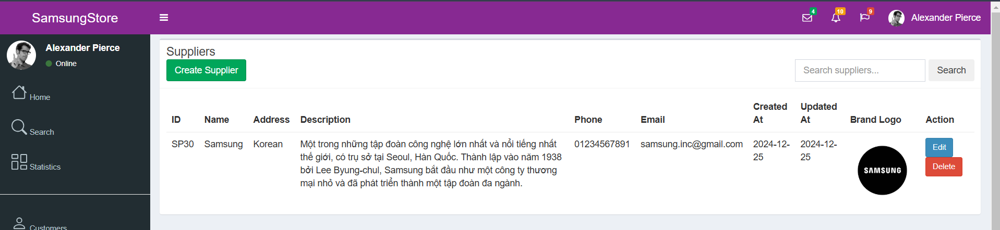 SamsungStore
4
10
9
Alexander Pierce
Alexander Pierce
Online
Home
Search
Statistics
Customers
Suppliers
Create Supplier
Search suppliers...
Search
ID Name Address Description Phone Email Created At Updated At Brand Logo Action
SP30 Samsung Korean
Một trong những tập đoàn công nghệ lớn nhất và nổi tiếng nhất
thế giới, có trụ sở tại Seoul, Hàn Quốc. Thành lập vào năm 1938
bởi Lee Byung-chul, Samsung bắt đầu như một công ty thương
mại nhỏ và đã phát triển thành một tập đoàn đa ngành.
01234567891
samsung.inc@gmail.com
2024-12-
25
2024-12-
25
SAMSUNG
Edit
Delete